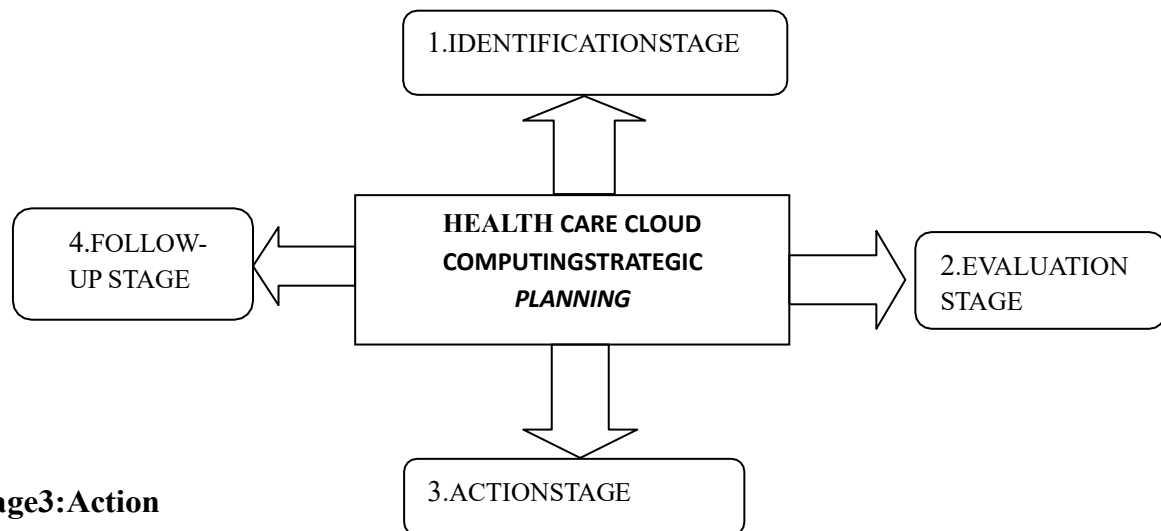 1.IDENTIFICATIONSTAGE
HEALTH CARE CLOUD
COMPUTINGSTRATEGIC
PLANNING
4.FOLLOW-
UP STAGE
2.EVALUATION
STAGE
3.ACTIONSTAGE
age3:Action